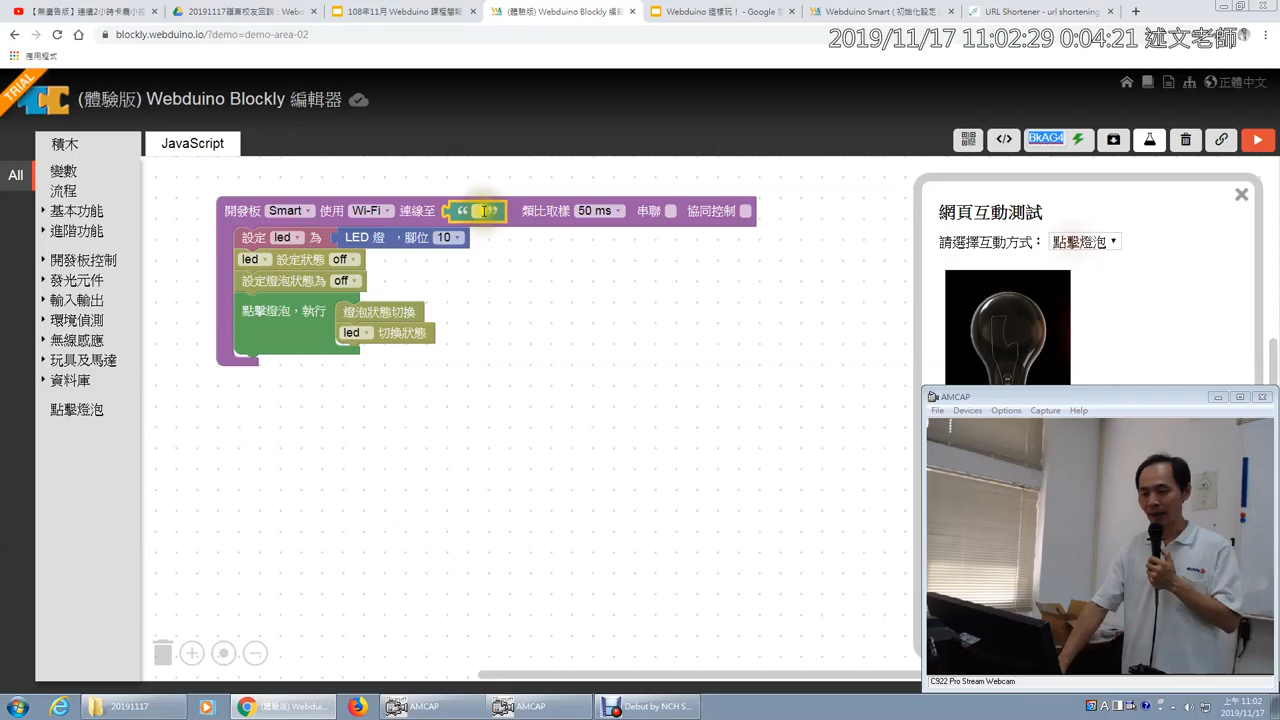 【無廣告版】連續2小時卡機小組
20191117羅東校友回訓：Webd
108年11月 Webduino 課程講義
(體驗版) Webduino Blockly 編輯
Webduino 這樣玩！ - Google 簡
Webduino Smart ( 初始化設定
URL Shortener - url shortening
blockly.webduino.io/?demo=demo-area-02
2019/11/17 11:02:29 0:04:21 述文老師
應用程式
TRIAL
(體驗版) Webduino Blockly 編輯器
正體中文
積木
JavaScript
BkAG4
All
變數
流程
基本功能
進階功能
開發板控制
發光元件
輸入輸出
環境偵測
無線感應
玩具及馬達
資料庫
點擊燈泡
開發板 Smart 使用 Wi-Fi 連線至 “ ” 類比取樣 50 ms 串聯 協同控制
設定 led 為 LED 燈 ，腳位 10
led 設定狀態 off
設定燈泡狀態為 off
點擊燈泡，執行 燈泡狀態切換
led 切換狀態
網頁互動測試
請選擇互動方式： 點擊燈泡
AMCAP
File Devices Options Capture Help
C922 Pro Stream Webcam
20191117
(體驗版) Webdui...
AMCAP
AMCAP
Debut by NCH S...
上午 11:02
2019/11/17